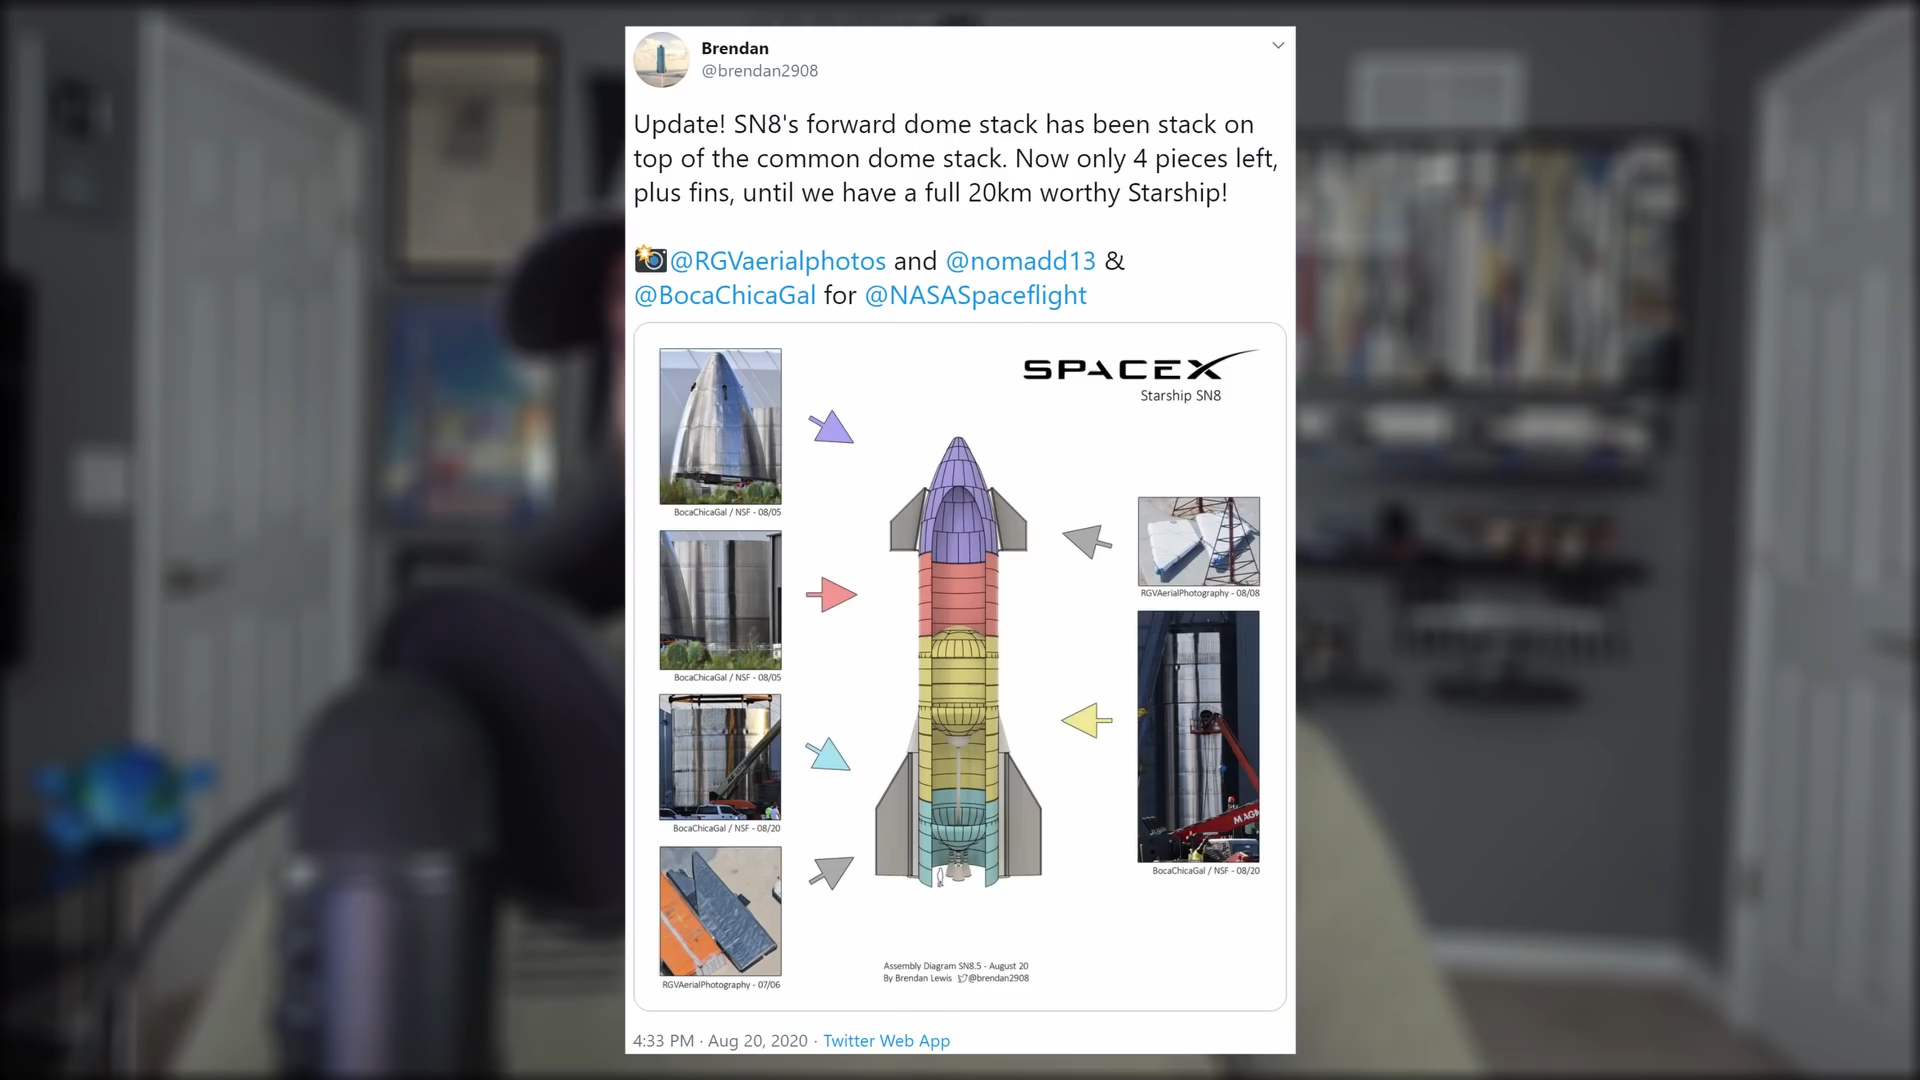 Brendan
@brendan2908
Update! SN8's forward dome stack has been stack on
top of the common dome stack. Now only 4 pieces left,
plus fins, until we have a full 20km worthy Starship!
@RGVaerialphotos and @nomadd13 &
@BocaChicaGal for @NASASpaceflight
SPACEX
Starship SN8
BocaChicaGal / NSF - 08/05
RGVAerialPhotography - 08/08
BocaChicaGal / NSF - 08/05
BocaChicaGal / NSF - 08/20
MAGN
BocaChicaGal / NSF - 08/20
RGVAerialPhotography - 07/06
Assembly Diagram SN8.5 - August 20
By Brendan Lewis @brendan2908
4:33 PM · Aug 20, 2020 · Twitter Web App